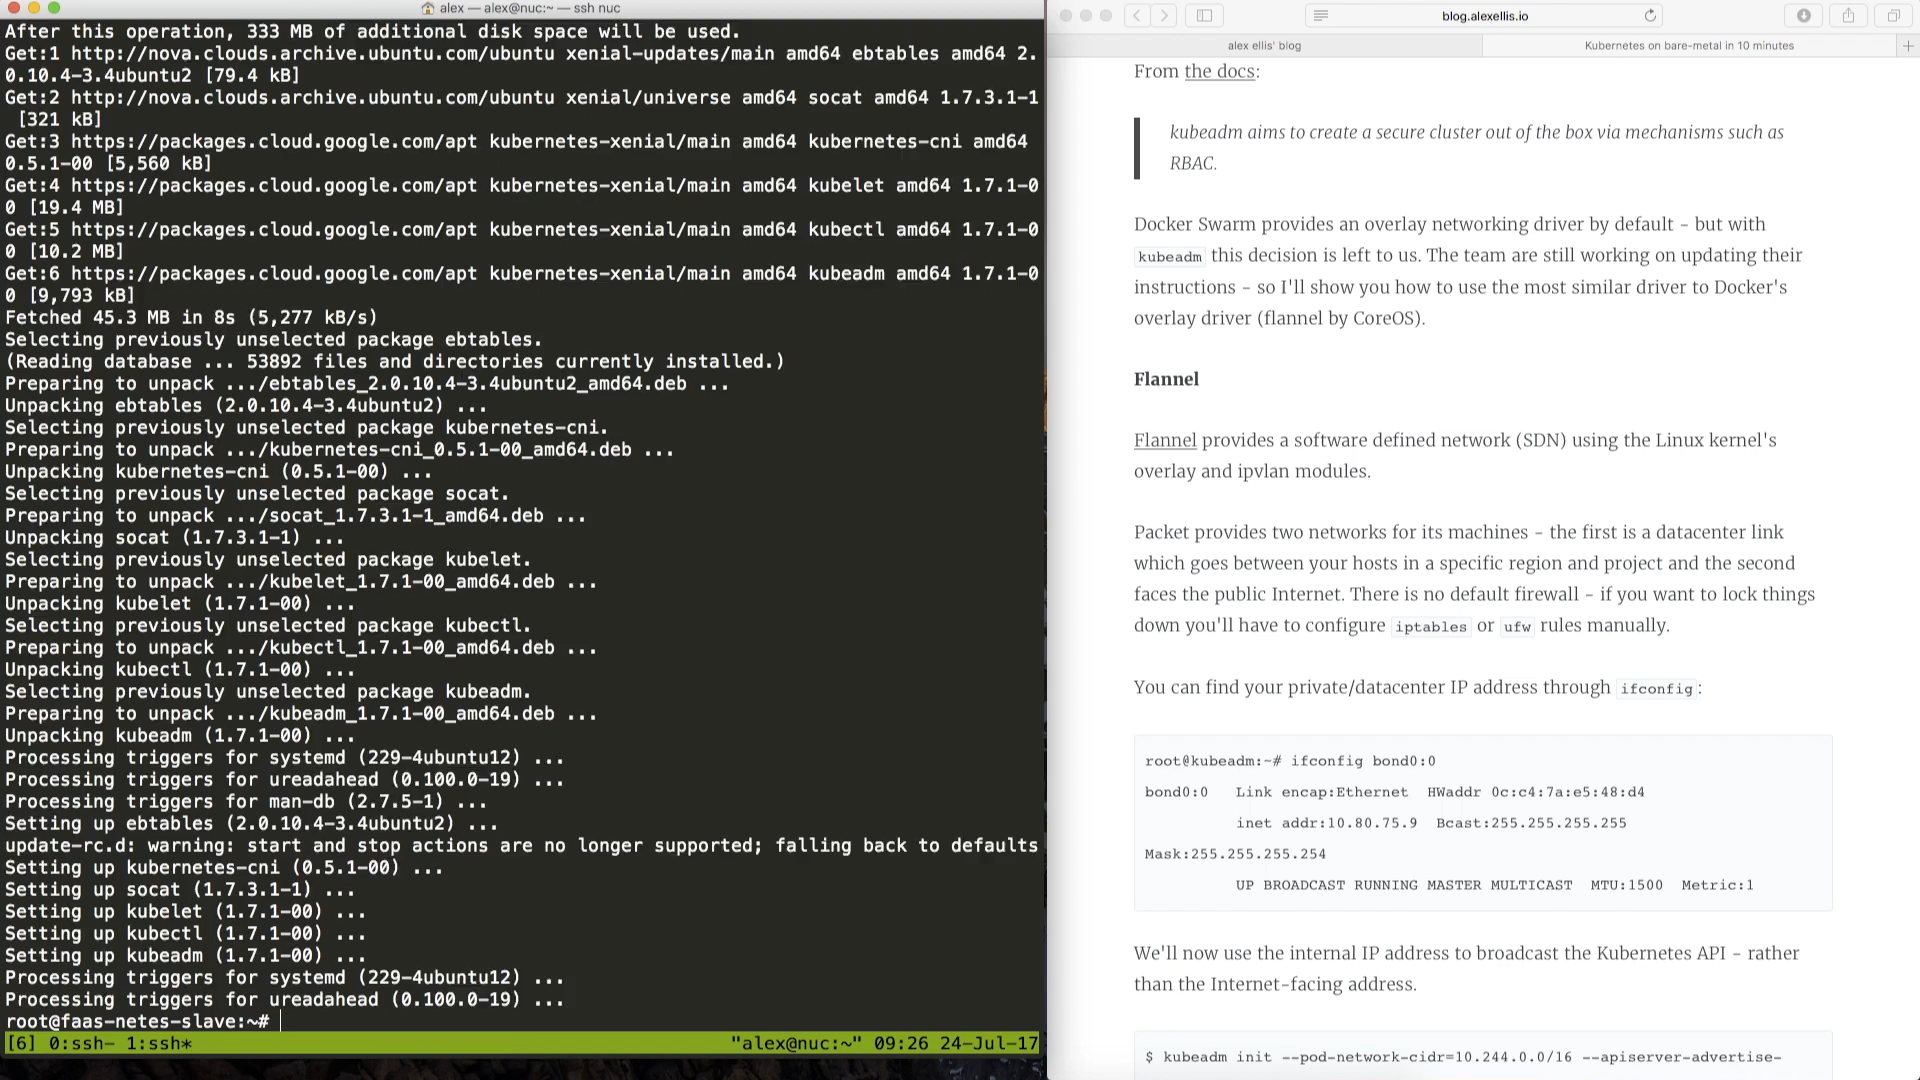 alex — alex@nuc:~ — ssh nuc
After this operation, 333 MB of additional disk space will be used.
Get:1 http://nova.clouds.archive.ubuntu.com/ubuntu xenial-updates/main amd64 ebtables amd64 2.
0.10.4-3.4ubuntu2 [79.4 kB]
Get:2 http://nova.clouds.archive.ubuntu.com/ubuntu xenial/universe amd64 socat amd64 1.7.3.1-1
[321 kB]
Get:3 https://packages.cloud.google.com/apt kubernetes-xenial/main amd64 kubernetes-cni amd64
0.5.1-00 [5,560 kB]
Get:4 https://packages.cloud.google.com/apt kubernetes-xenial/main amd64 kubelet amd64 1.7.1-0
0 [19.4 MB]
Get:5 https://packages.cloud.google.com/apt kubernetes-xenial/main amd64 kubectl amd64 1.7.1-0
0 [10.2 MB]
Get:6 https://packages.cloud.google.com/apt kubernetes-xenial/main amd64 kubeadm amd64 1.7.1-0
0 [9,793 kB]
Fetched 45.3 MB in 8s (5,277 kB/s)
Selecting previously unselected package ebtables.
(Reading database ... 53892 files and directories currently installed.)
Preparing to unpack .../ebtables_2.0.10.4-3.4ubuntu2_amd64.deb ...
Unpacking ebtables (2.0.10.4-3.4ubuntu2) ...
Selecting previously unselected package kubernetes-cni.
Preparing to unpack .../kubernetes-cni_0.5.1-00_amd64.deb ...
Unpacking kubernetes-cni (0.5.1-00) ...
Selecting previously unselected package socat.
Preparing to unpack .../socat_1.7.3.1-1_amd64.deb ...
Unpacking socat (1.7.3.1-1) ...
Selecting previously unselected package kubelet.
Preparing to unpack .../kubelet_1.7.1-00_amd64.deb ...
Unpacking kubelet (1.7.1-00) ...
Selecting previously unselected package kubectl.
Preparing to unpack .../kubectl_1.7.1-00_amd64.deb ...
Unpacking kubectl (1.7.1-00) ...
Selecting previously unselected package kubeadm.
Preparing to unpack .../kubeadm_1.7.1-00_amd64.deb ...
Unpacking kubeadm (1.7.1-00) ...
Processing triggers for systemd (229-4ubuntu12) ...
Processing triggers for ureadahead (0.100.0-19) ...
Processing triggers for man-db (2.7.5-1) ...
Setting up ebtables (2.0.10.4-3.4ubuntu2) ...
update-rc.d: warning: start and stop actions are no longer supported; falling back to defaults
Setting up kubernetes-cni (0.5.1-00) ...
Setting up socat (1.7.3.1-1) ...
Setting up kubelet (1.7.1-00) ...
Setting up kubectl (1.7.1-00) ...
Setting up kubeadm (1.7.1-00) ...
Processing triggers for systemd (229-4ubuntu12) ...
Processing triggers for ureadahead (0.100.0-19) ...
root@faas-netes-slave:~#
[6] 0:ssh- 1:ssh* "alex@nuc:~" 09:26 24-Jul-17
blog.alexellis.io
alex ellis' blog
Kubernetes on bare-metal in 10 minutes
From the docs:
kubeadm aims to create a secure cluster out of the box via mechanisms such as
RBAC.
Docker Swarm provides an overlay networking driver by default - but with
kubeadm this decision is left to us. The team are still working on updating their
instructions - so I'll show you how to use the most similar driver to Docker's
overlay driver (flannel by CoreOS).
Flannel
Flannel provides a software defined network (SDN) using the Linux kernel's
overlay and ipvlan modules.
Packet provides two networks for its machines - the first is a datacenter link
which goes between your hosts in a specific region and project and the second
faces the public Internet. There is no default firewall - if you want to lock things
down you'll have to configure iptables or ufw rules manually.
You can find your private/datacenter IP address through ifconfig:
root@kubeadm:~# ifconfig bond0:0
bond0:0 Link encap:Ethernet HWaddr 0c:c4:7a:e5:48:d4
inet addr:10.80.75.9 Bcast:255.255.255.255
Mask:255.255.255.254
UP BROADCAST RUNNING MASTER MULTICAST MTU:1500 Metric:1
We'll now use the internal IP address to broadcast the Kubernetes API - rather
than the Internet-facing address.
$ kubeadm init --pod-network-cidr=10.244.0.0/16 --apiserver-advertise-